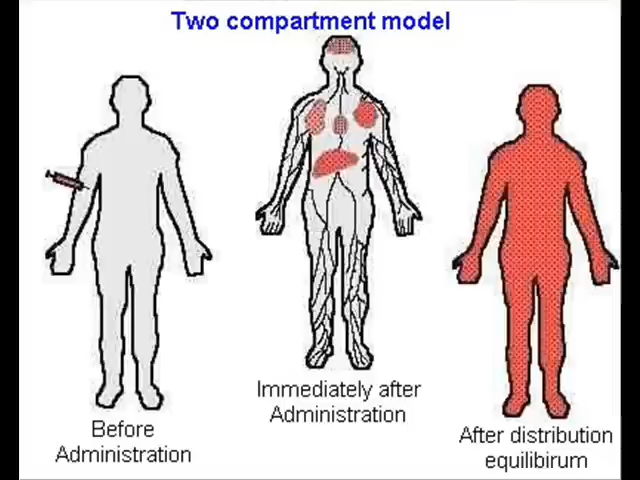 Two compartment model
Before
Administration
Immediately after
Administration
After distribution
equilibirum